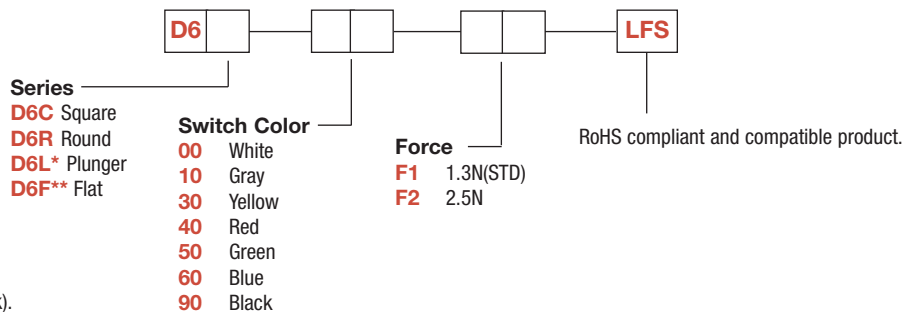 D6
LFS
Series
D6C Square
D6R Round
D6L* Plunger
D6F** Flat
Switch Color
00 White
10 Gray
30 Yellow
40 Red
50 Green
60 Blue
90 Black
Force
F1 1.3N(STD)
F2 2.5N
RoHS compliant and compatible product.
).